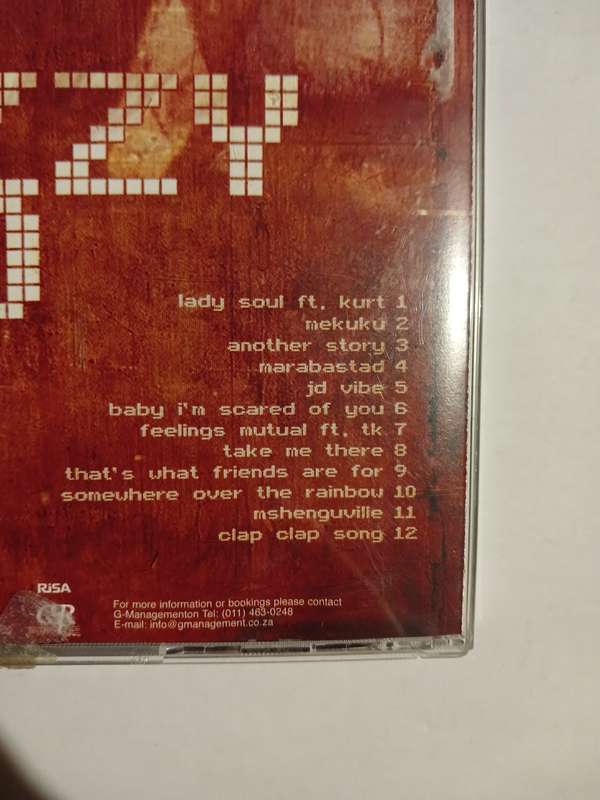 ZZY
lady soul ft. kurt 1
mekuku 2
another story 3
marabastad 4
jd vibe 5
baby i'm scared of you 6
feelings mutual ft. tk 7
take me there 8
that's what friends are for 9
somewhere over the rainbow 10
mshenguville 11
clap clap song 12
RiSA
For more information or bookings please contact
G-Managementon Tel: (011) 463-0248
E-mail: info@gmanagement.co.za